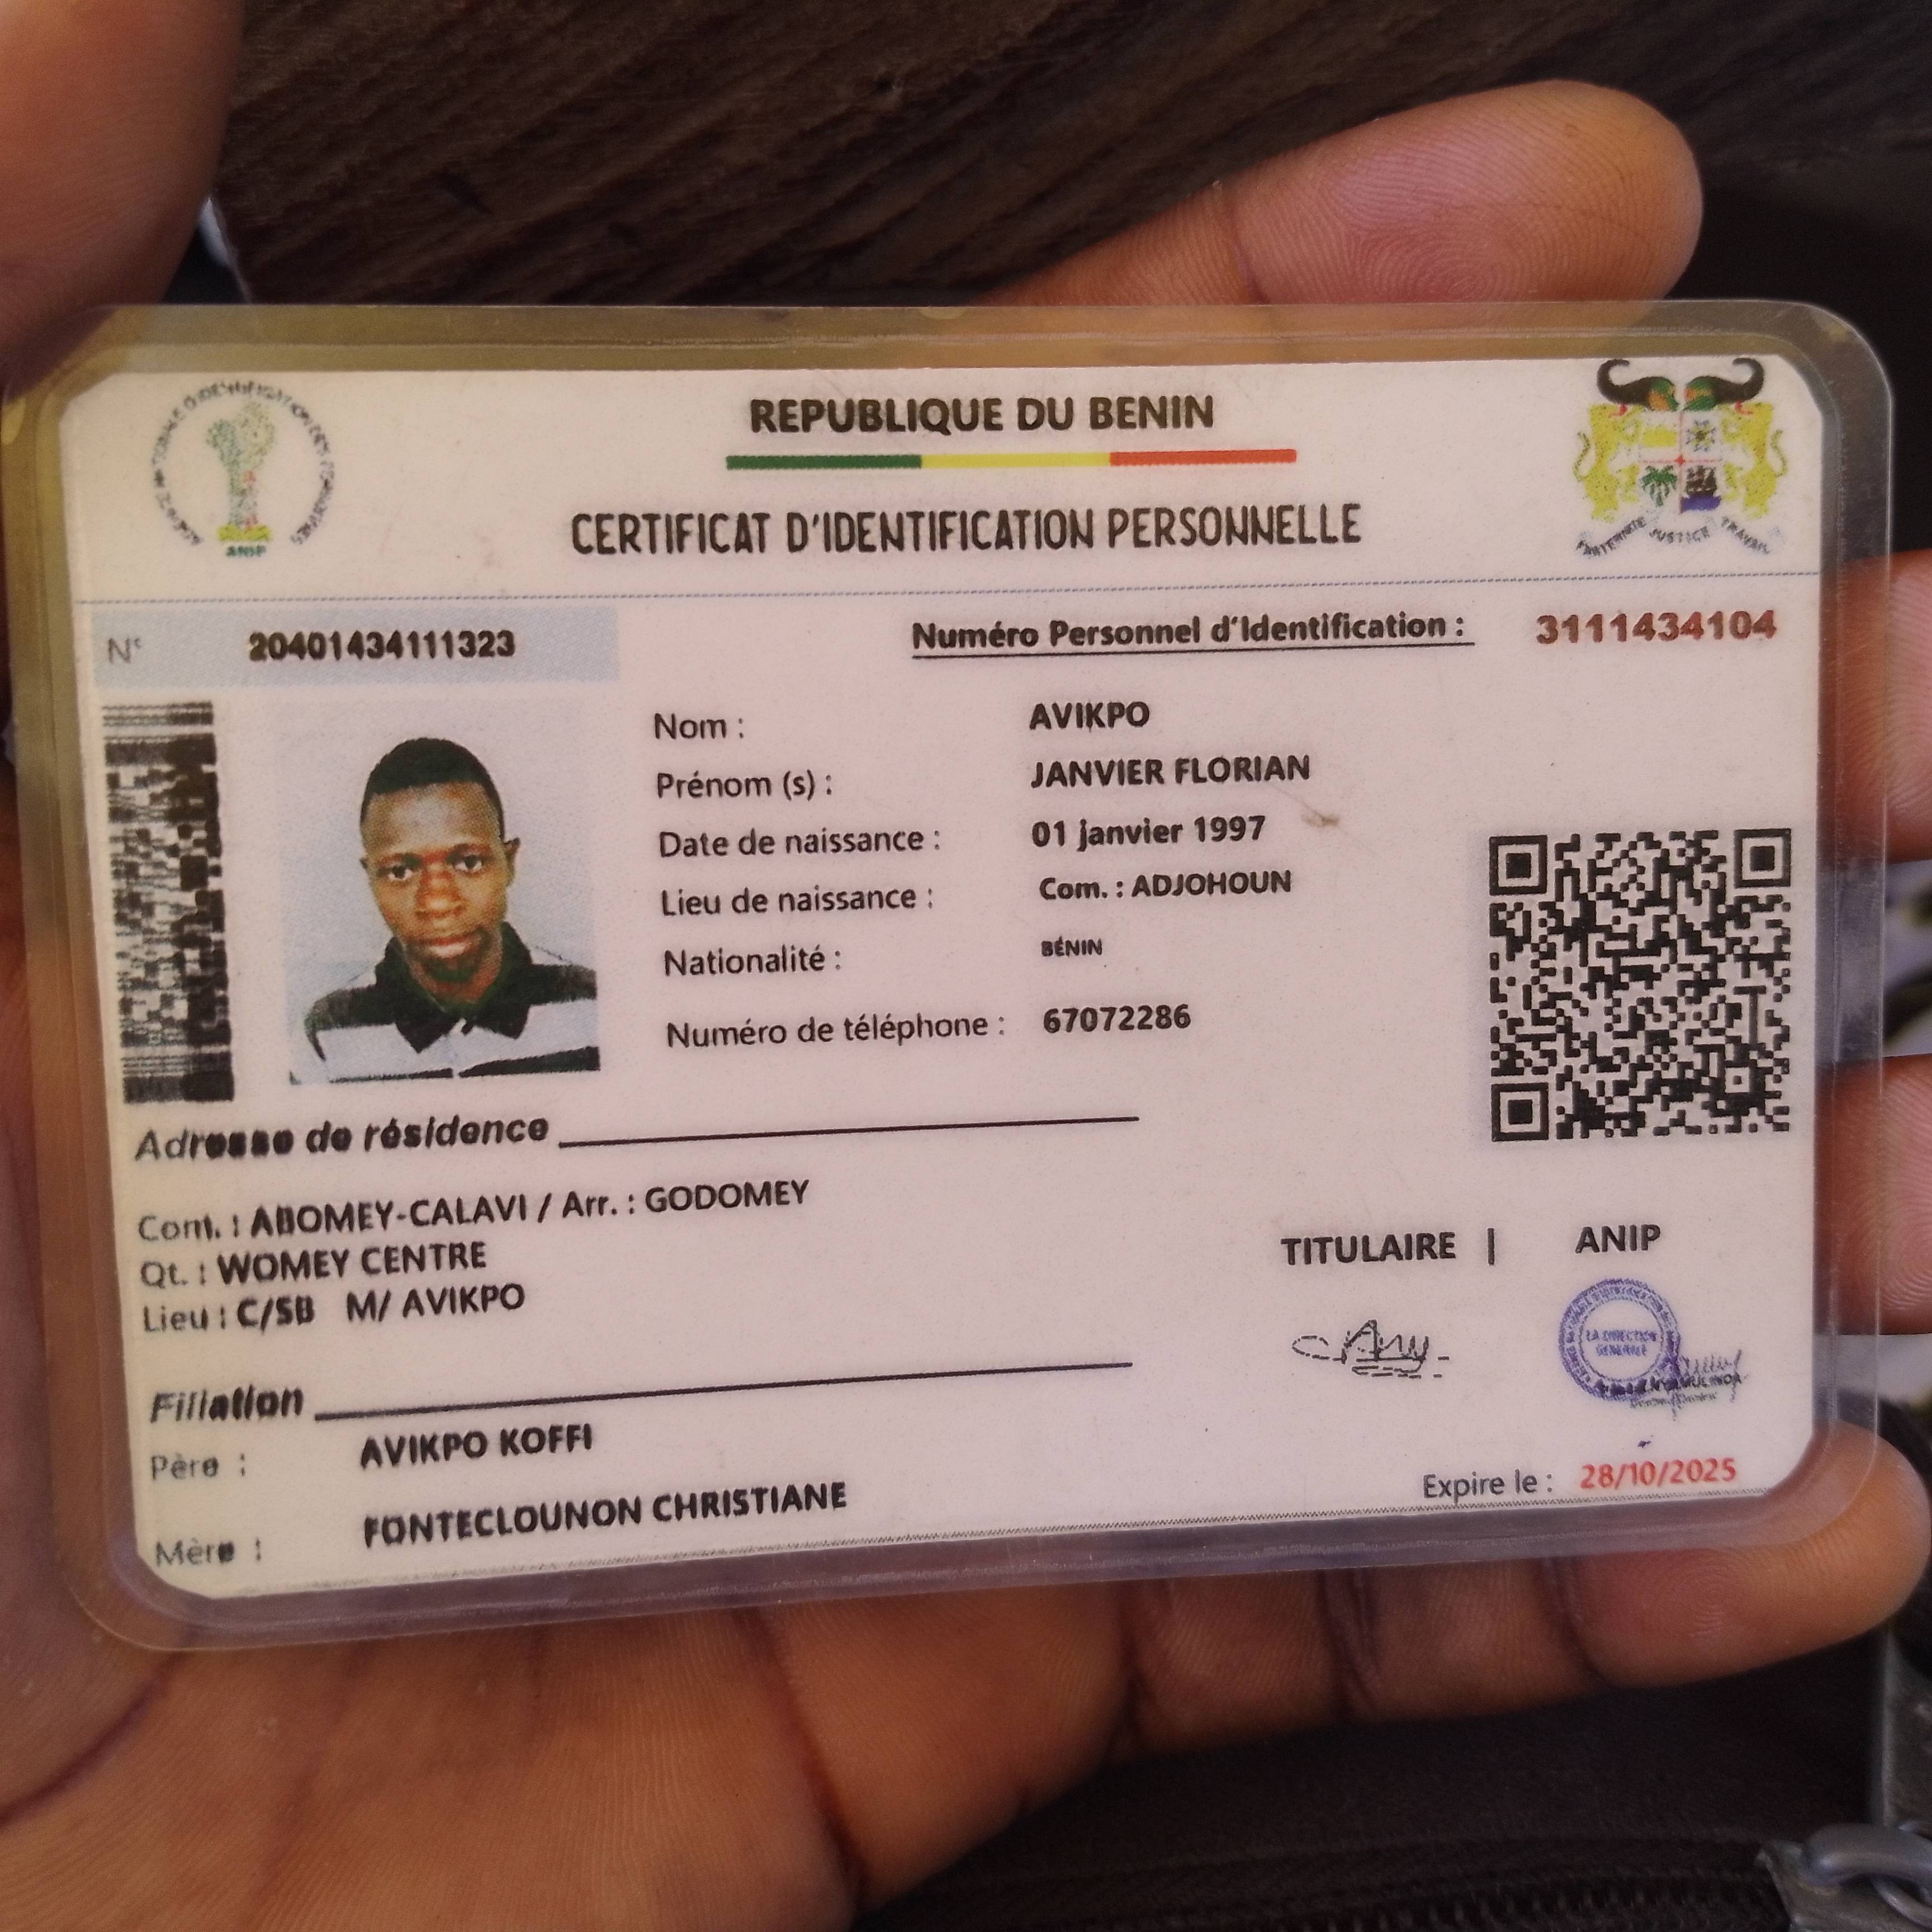 REPUBLIQUE DU BENIN
CERTIFICAT D'IDENTIFICATION PERSONNELLE
ANIP
FRATERNITE JUSTICE TRAVAIL
N° 20401434111323
Numéro Personnel d'Identification : 3111434104
Nom : AVIKPO
Prénom (s) : JANVIER FLORIAN
Date de naissance : 01 janvier 1997
Lieu de naissance : Com. : ADJOHOUN
Nationalité : BÉNIN
Numéro de téléphone : 67072286
Adresse de résidence
Com. : ABOMEY-CALAVI / Arr. : GODOMEY
Qt. : WOMEY CENTRE
Lieu : C/SB M/ AVIKPO
TITULAIRE | ANIP
LA DIRECTION GENERALE
Filiation
Père : AVIKPO KOFFI
Mère : FONTECLOUNON CHRISTIANE
Expire le : 28/10/2025